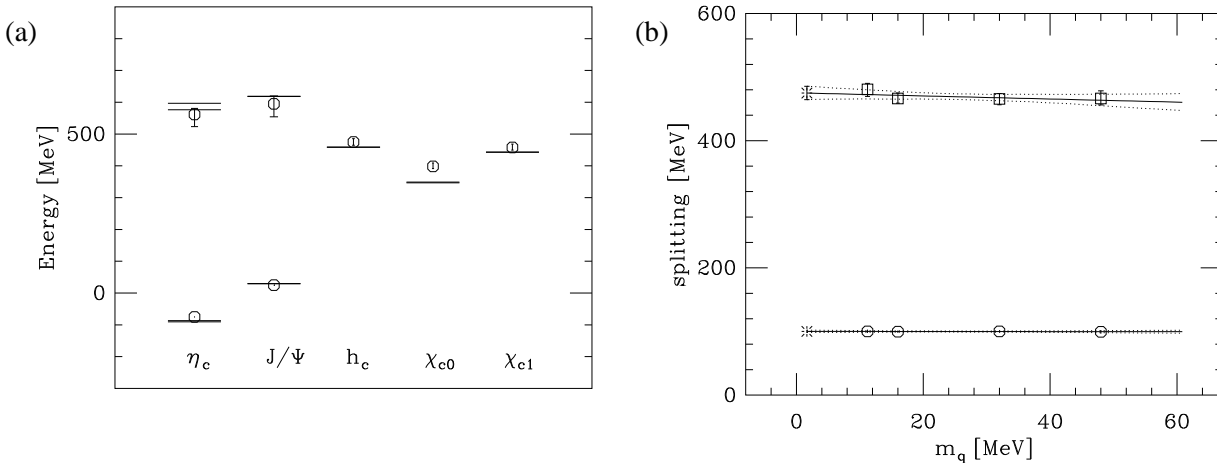 (a)
Energy [MeV]
500
0
η_c J/Ψ h_c χ_c0 χ_c1
(b)
splitting [MeV]
600
400
200
0
0 20 40 60
m_q [MeV]